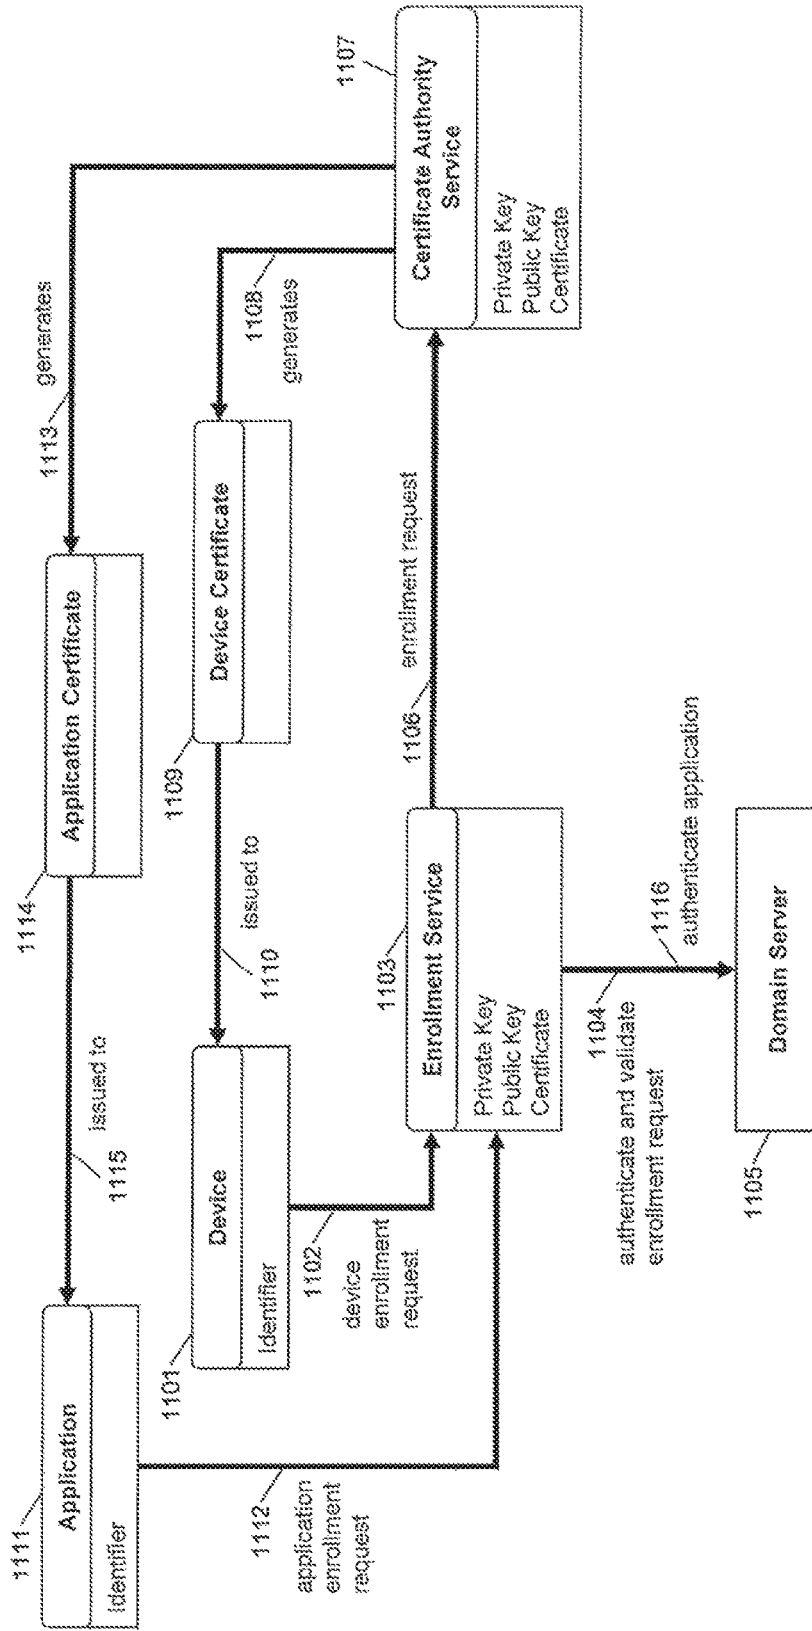 1111
Application
Identifier
1115
issued to
1114
Application Certificate
1113
generates
1101
Device
Identifier
1110
issued to
1109
Device Certificate
1108
generates
1112
application
enrollment
request
1102
device
enrollment
request
1103
Enrollment Service
Private Key
Public Key
Certificate
1106
enrollment request
1107
Certificate Authority
Service
Private Key
Public Key
Certificate
1104
authenticate and validate
enrollment request
1116
authenticate application
1105
Domain Server